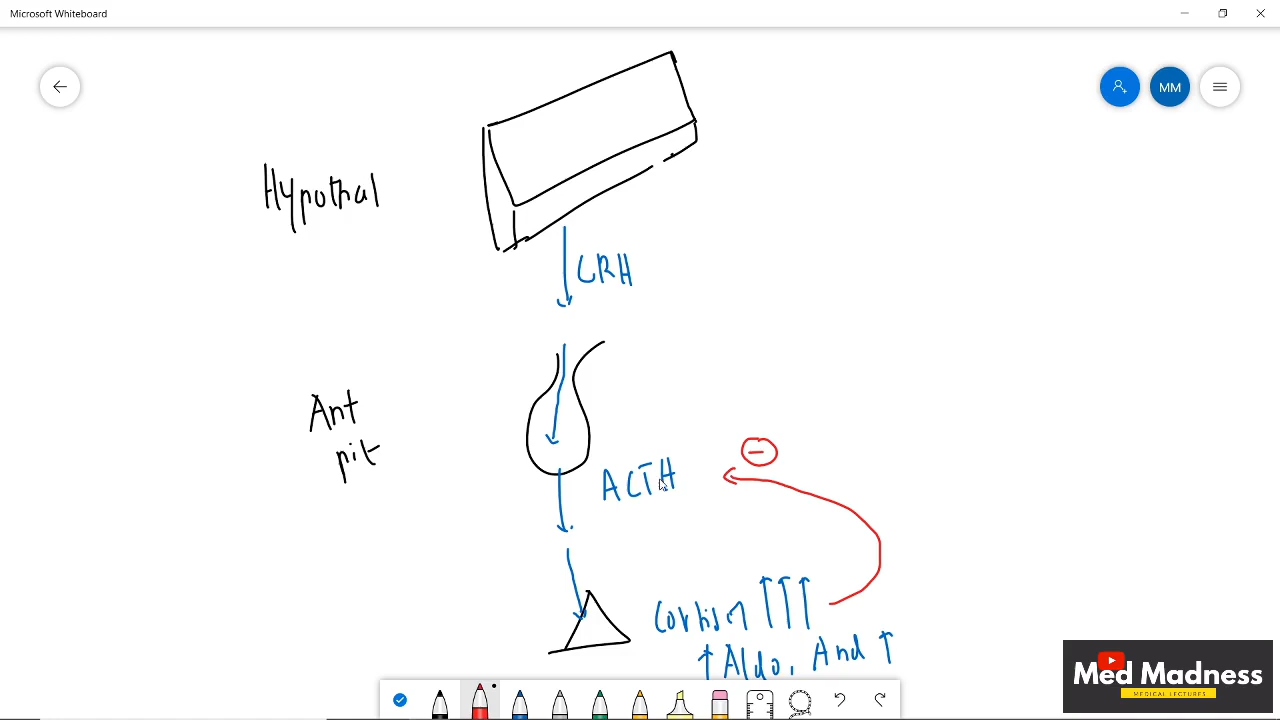 Microsoft Whiteboard
MM
Hypothal
CRH
Ant
pit
−
ACTH
Cortisol ↑↑↑
↑ Aldo, And ↑
Med Madness
MEDICAL LECTURES